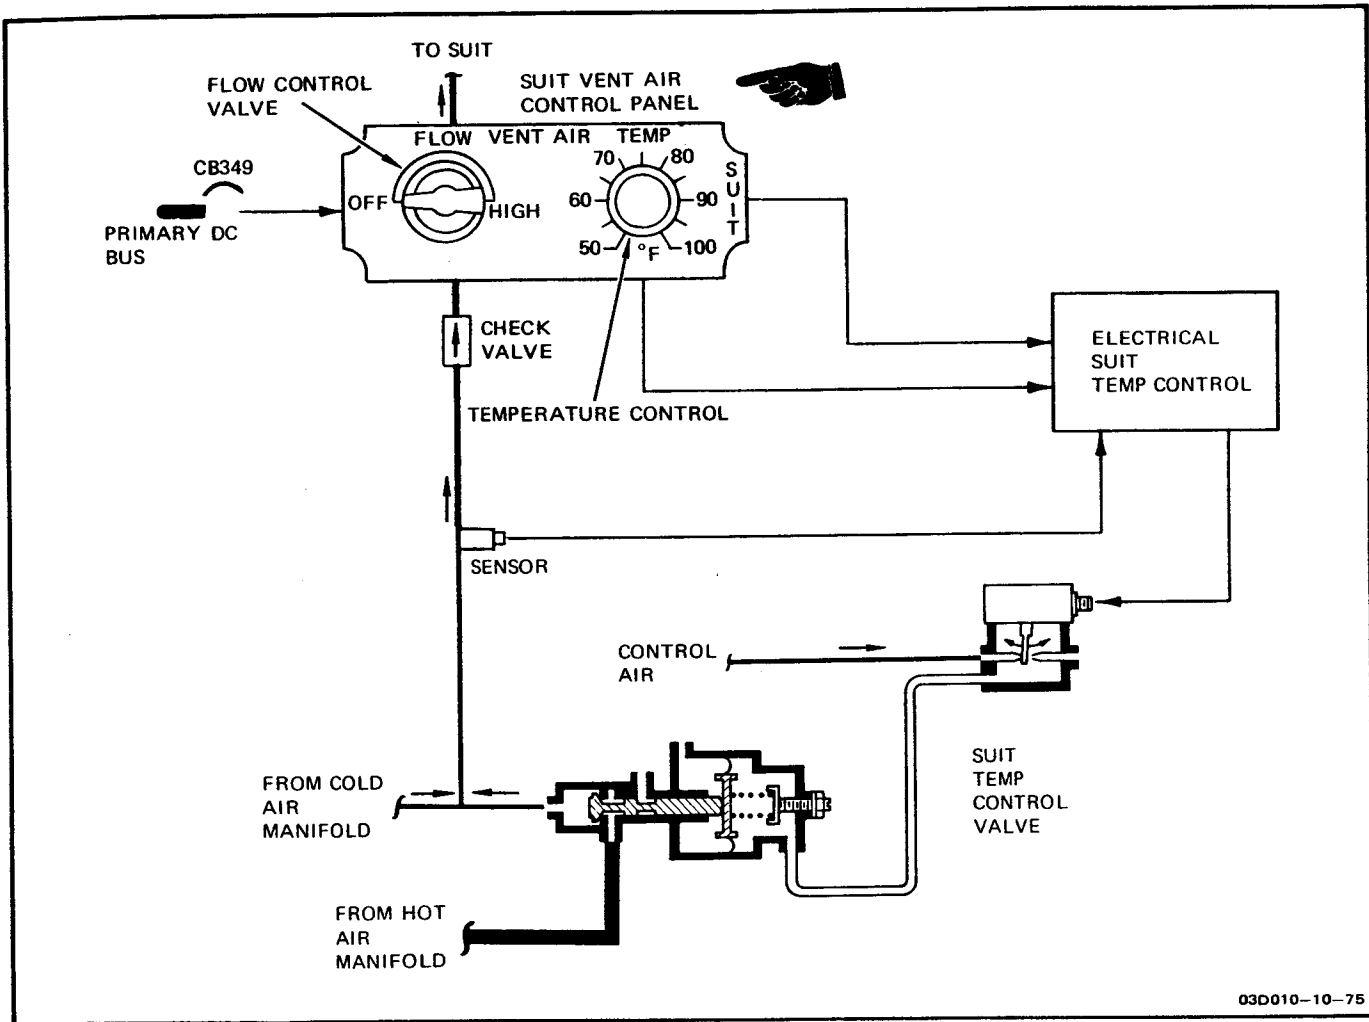 TO SUIT
FLOW CONTROL
VALVE
SUIT VENT AIR
CONTROL PANEL
CB349
PRIMARY DC
BUS
FLOW VENT AIR TEMP
OFF
HIGH
50
60
70
80
90
100
°F
SUIT
CHECK
VALVE
TEMPERATURE CONTROL
ELECTRICAL
SUIT
TEMP CONTROL
SENSOR
CONTROL
AIR
SUIT
TEMP
CONTROL
VALVE
FROM COLD
AIR
MANIFOLD
FROM HOT
AIR
MANIFOLD
03D010-10-75